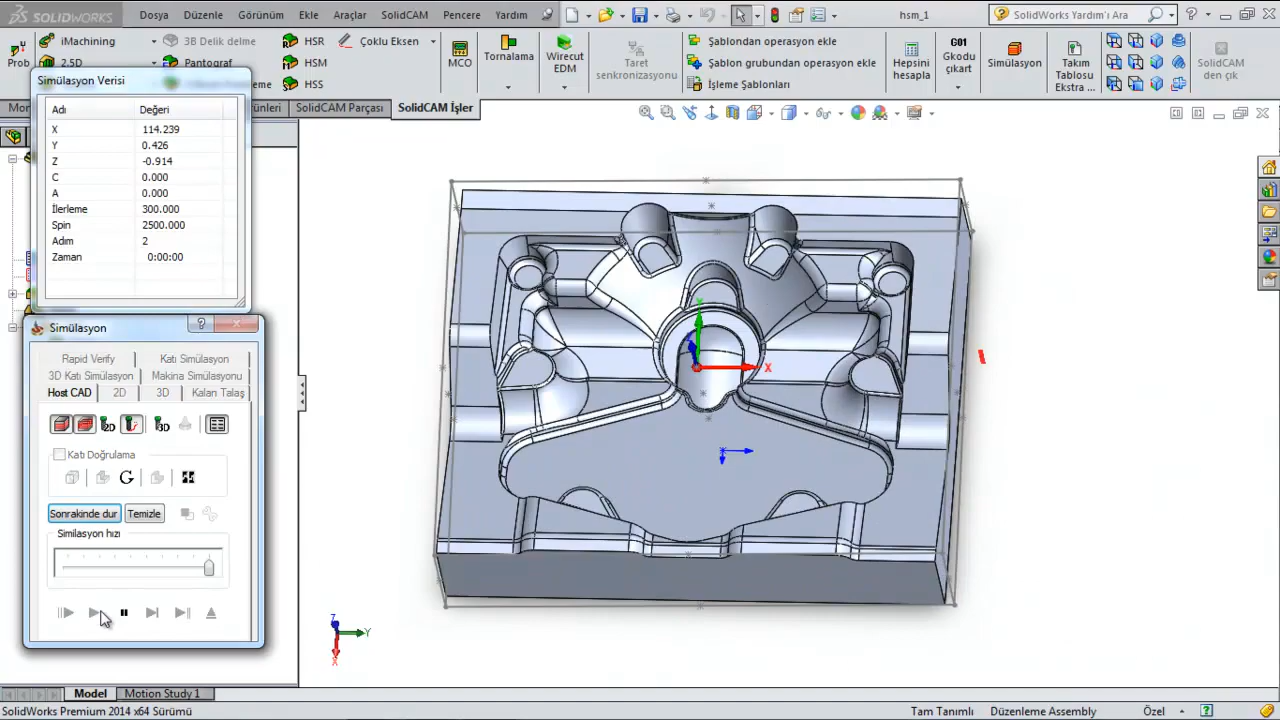 SOLIDWORKS
Dosya Düzenle Görünüm Ekle Araçlar SolidCAM Pencere Yardım
hsm_1
SolidWorks Yardım'ı Ara
Prob
iMachining
2.5D
3B Delik delme
Pantograf
HSR
HSM
HSS
Çoklu Eksen
MCO
Tornalama
Wirecut
EDM
Taret
senkronizasyonu
Şablondan operasyon ekle
Şablon grubundan operasyon ekle
İşleme Şablonları
Hepsini
hesapla
G01
Gkodu
çıkart
Simülasyon
Takım
Tablosu
Ekstra ...
SolidCAM
den çık
SolidCAM Parçası
SolidCAM İşler
Simülasyon Verisi
Adı Değeri
X 114.239
Y 0.426
Z -0.914
C 0.000
A 0.000
İlerleme 300.000
Spin 2500.000
Adım 2
Zaman 0:00:00
Simülasyon
Rapid Verify Katı Simülasyon
3D Katı Simülasyonu Makina Simülasyonu
Host CAD 2D 3D Kalan Talaş
2D
3D
Katı Doğrulama
Sonrakinde dur Temizle
Similasyon hızı
X
Z
Y
X
Model Motion Study 1
SolidWorks Premium 2014 x64 Sürümü
Tam Tanımlı Düzenleme Assembly Özel